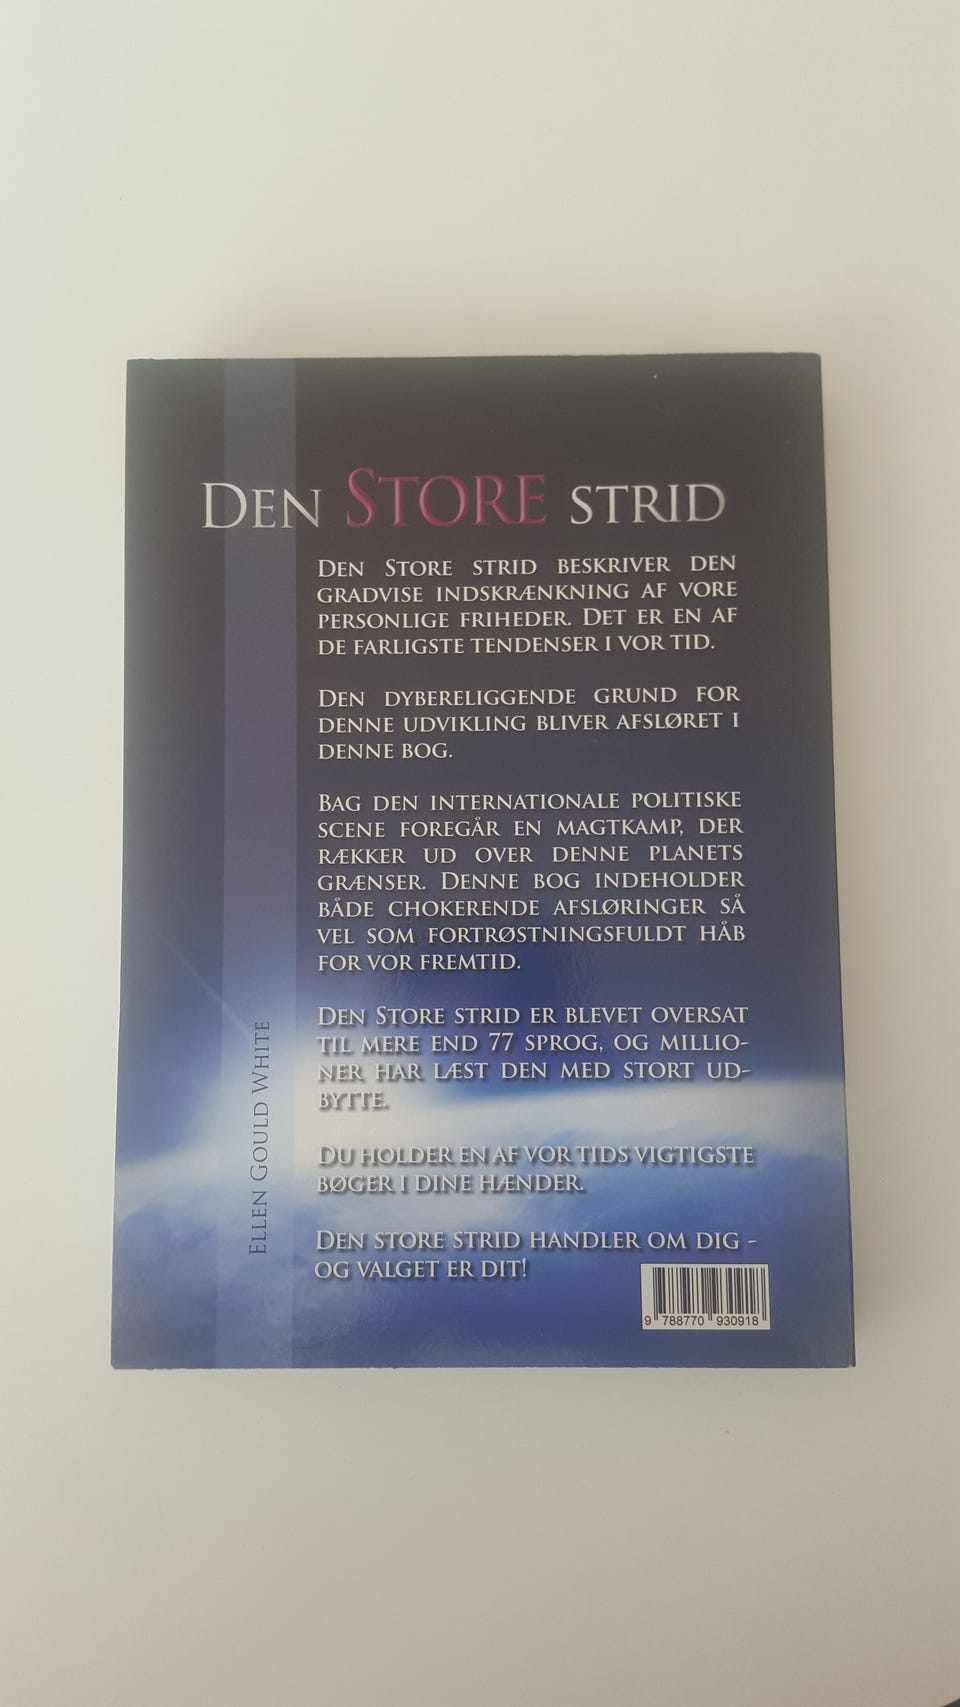 DEN STORE STRID
DEN STORE STRID BESKRIVER DEN
GRADVISE INDSKRÆNKNING AF VORE
PERSONLIGE FRIHEDER. DET ER EN AF
DE FARLIGSTE TENDENSER I VOR TID.
DEN DYBERELIGGENDE GRUND FOR
DENNE UDVIKLING BLIVER AFSLØRET I
DENNE BOG.
BAG DEN INTERNATIONALE POLITISKE
SCENE FOREGÅR EN MAGTKAMP, DER
RÆKKER UD OVER DENNE PLANETS
GRÆNSER. DENNE BOG INDEHOLDER
BÅDE CHOKERENDE AFSLØRINGER SÅ
VEL SOM FORTRØSTNINGSFULDT HÅB
FOR VOR FREMTID.
DEN STORE STRID ER BLEVET OVERSAT
TIL MERE END 77 SPROG, OG MILLIO-
NER HAR LÆST DEN MED STORT UD-
BYTTE.
DU HOLDER EN AF VOR TIDS VIGTIGSTE
BØGER I DINE HÆNDER.
DEN STORE STRID HANDLER OM DIG -
OG VALGET ER DIT!
ELLEN GOULD WHITE
9 788770 930918